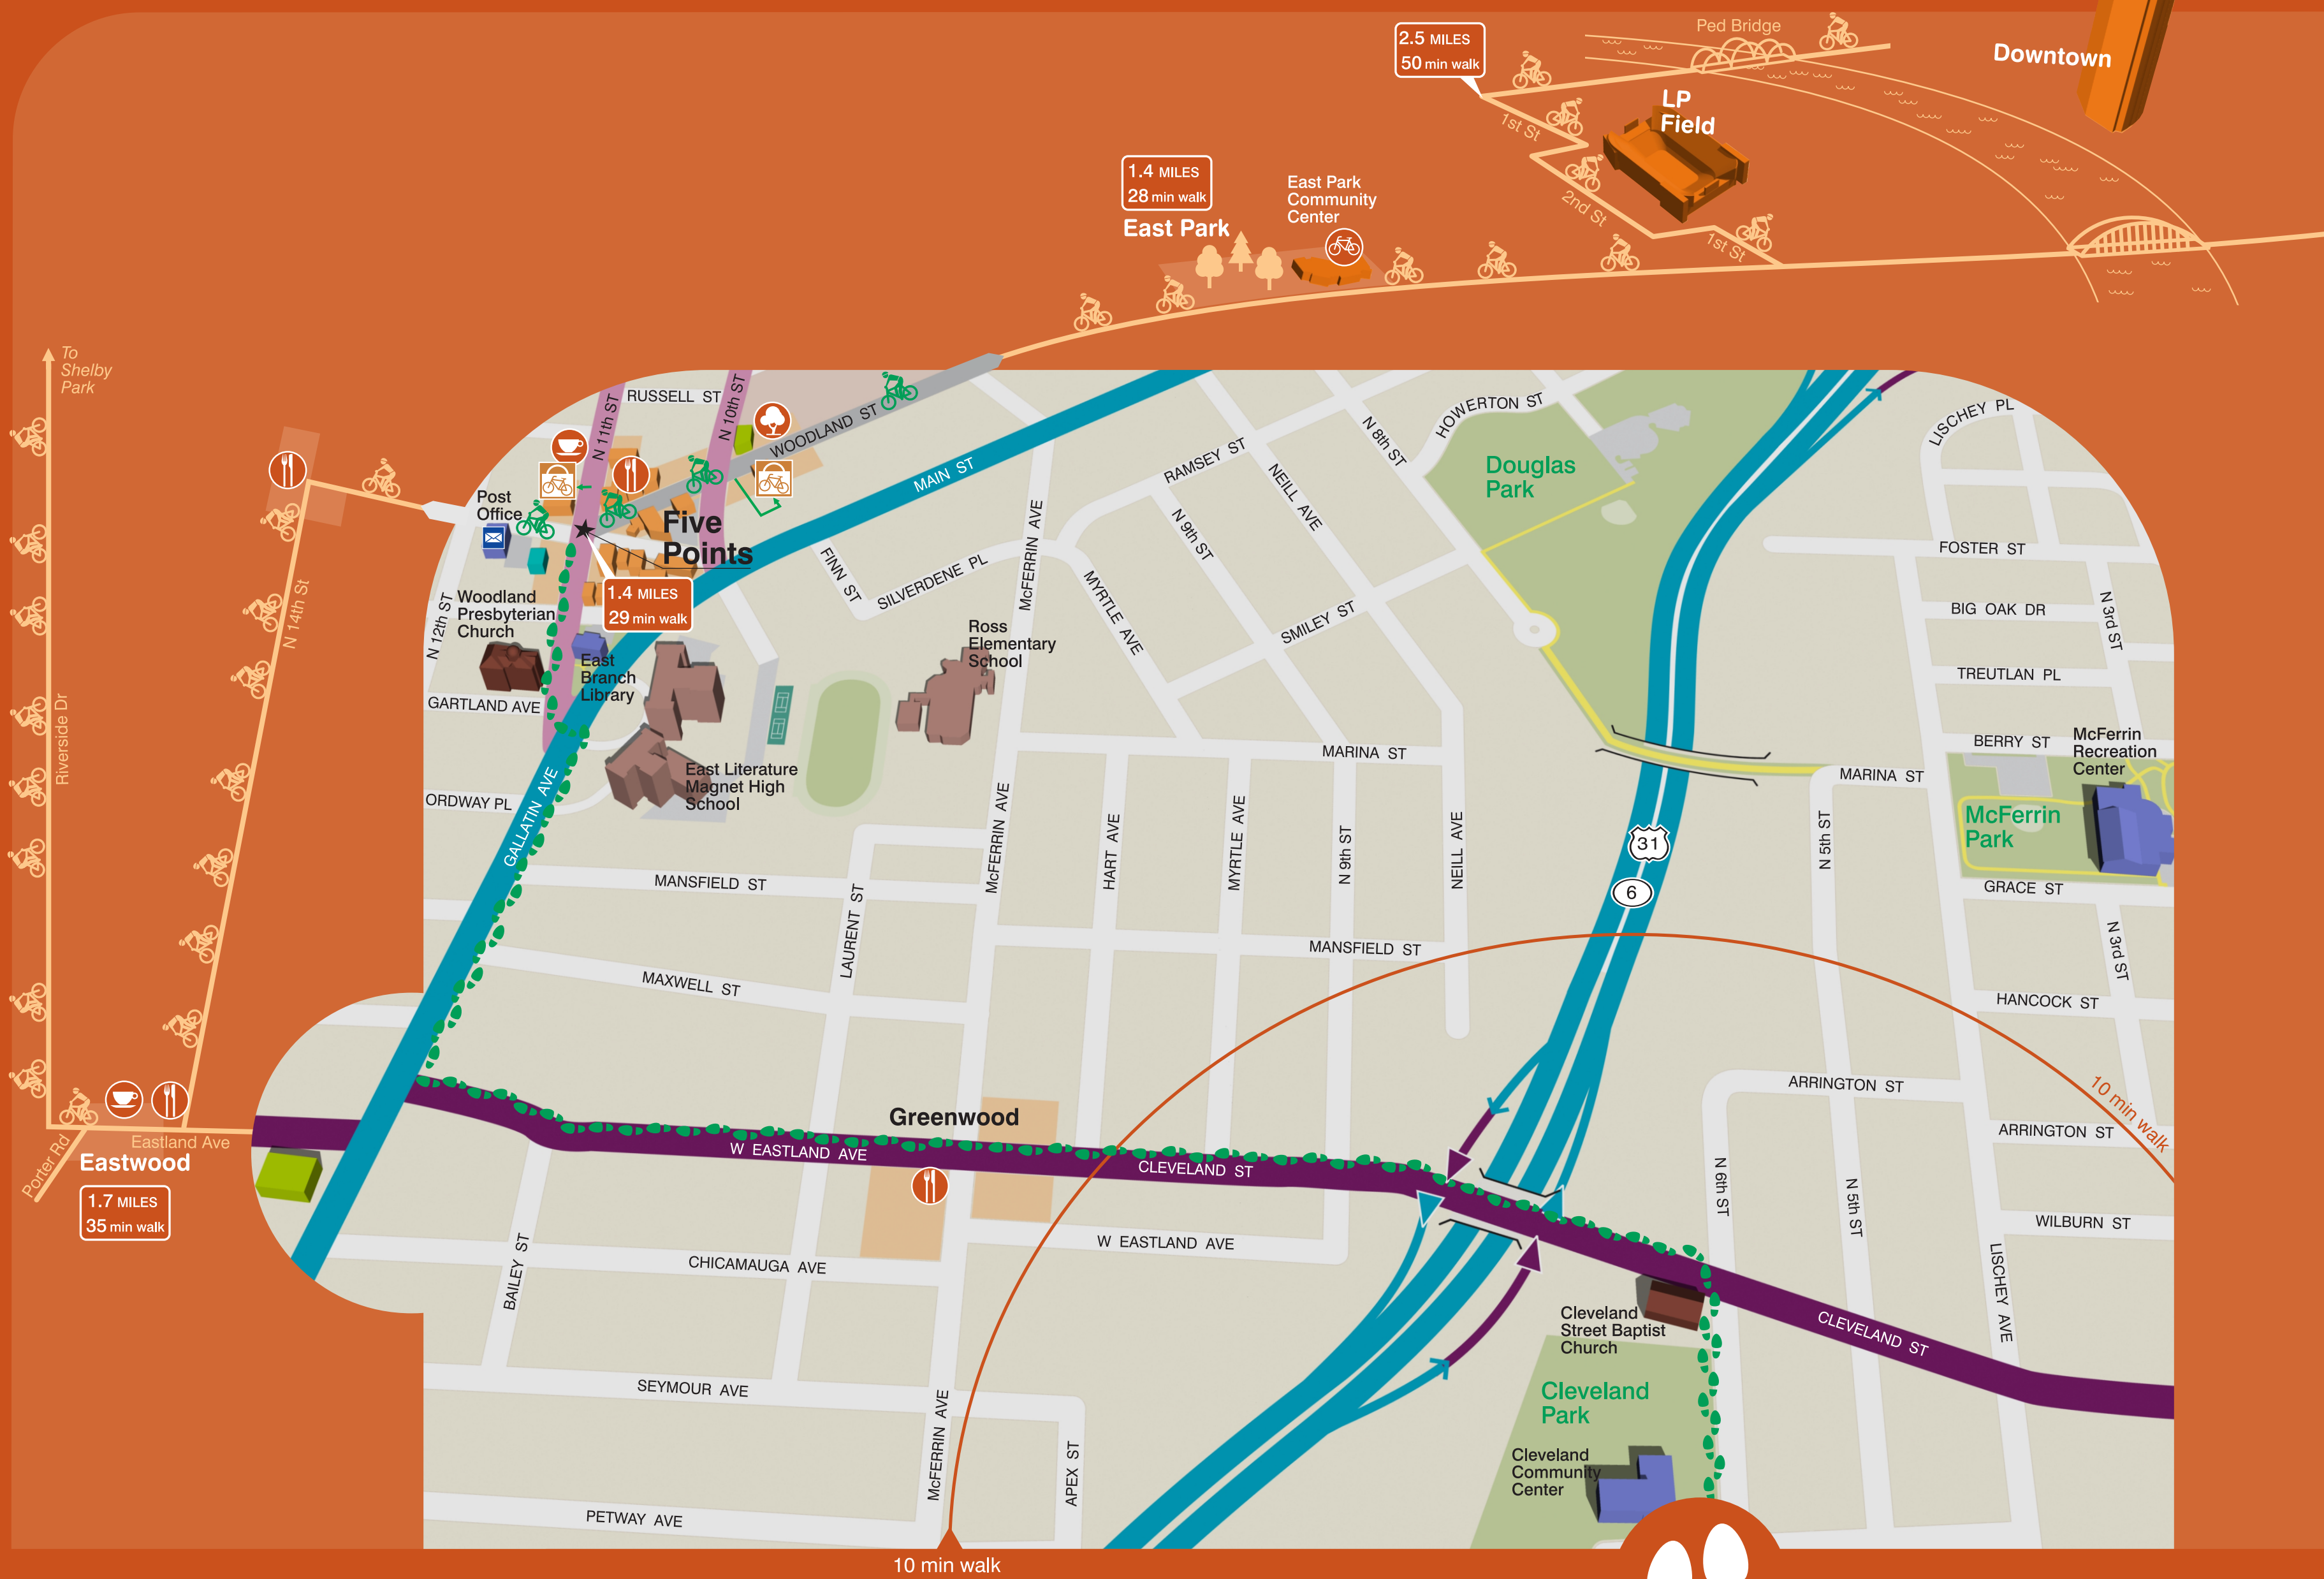 Ped Bridge
Downtown
2.5 MILES
50 min walk
LP
Field
1st St
2nd St
1st St
1.4 MILES
28 min walk
East Park
East Park
Community
Center
To
Shelby
Park
Riverside Dr
N 14th St
Porter Rd
Eastland Ave
Eastwood
1.7 MILES
35 min walk
RUSSELL ST
N 11th ST
N 10th ST
WOODLAND ST
MAIN ST
Post
Office
Five
Points
1.4 MILES
29 min walk
Woodland
Presbyterian
Church
N 12th ST
East
Branch
Library
GARTLAND AVE
ORDWAY PL
GALATIN AVE
East Literature
Magnet High
School
FINN ST
SILVERDENE PL
McFERRIN AVE
Ross
Elementary
School
MYRTLE AVE
RAMSEY ST
N 9th ST
NEILL AVE
N 8th ST
HOWERTON ST
SMILEY ST
Douglas
Park
LISCHEY PL
FOSTER ST
BIG OAK DR
N 3rd ST
TREUTLAN PL
BERRY ST
McFerrin
Recreation
Center
MARINA ST
MARINA ST
McFerrin
Park
GRACE ST
31
6
N 5th ST
MANSFIELD ST
LAURENT ST
McFERRIN AVE
HART AVE
MYRTLE AVE
N 9th ST
NEILL AVE
MANSFIELD ST
MAXWELL ST
N 3rd ST
HANCOCK ST
ARRINGTON ST
ARRINGTON ST
10 min walk
Greenwood
W EASTLAND AVE
CLEVELAND ST
N 6th ST
N 5th ST
WILBURN ST
LISCHEY AVE
W EASTLAND AVE
CHICAMAUGA AVE
BAILEY ST
Cleveland
Street Baptist
Church
CLEVELAND ST
SEYMOUR AVE
McFERRIN AVE
APEX ST
Cleveland
Park
Cleveland
Community
Center
PETWAY AVE
10 min walk